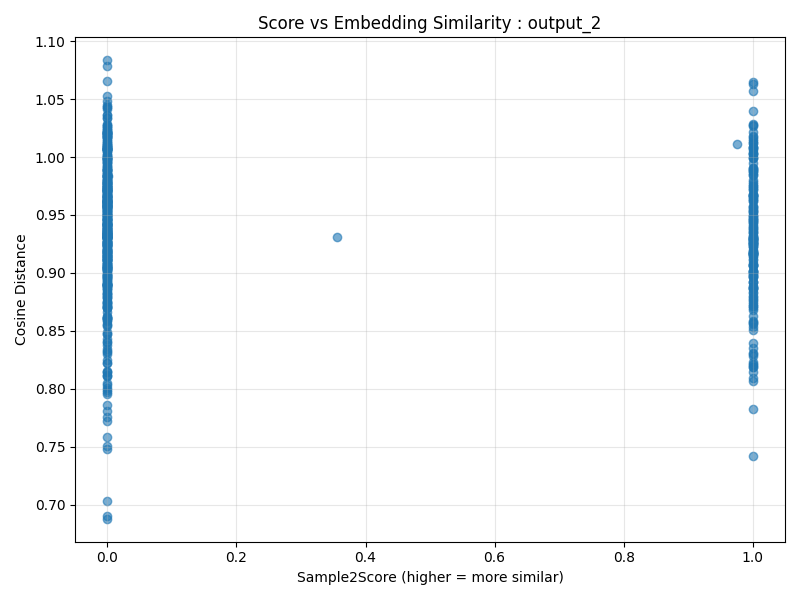 Score vs Embedding Similarity : output_2
Cosine Distance
1.10
1.05
1.00
0.95
0.90
0.85
0.80
0.75
0.70
0.0 0.2 0.4 0.6 0.8 1.0
Sample2Score (higher = more similar)